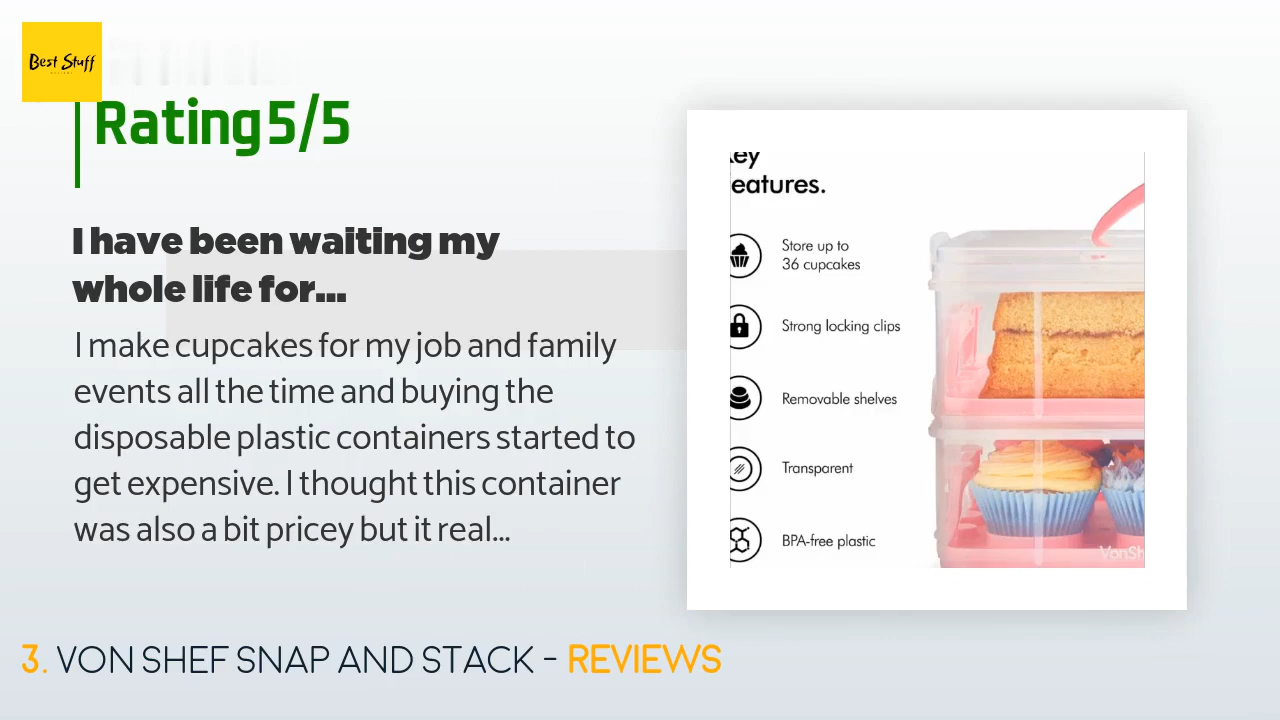 Best Stuff
Rating 5/5
I have been waiting my
whole life for...
I make cupcakes for my job and family
events all the time and buying the
disposable plastic containers started to
get expensive. I thought this container
was also a bit pricey but it real...
ey
eatures.
Store up to
36 cupcakes
Strong locking clips
Removable shelves
Transparent
BPA-free plastic
VonSh
3. VON SHEF SNAP AND STACK - REVIEWS